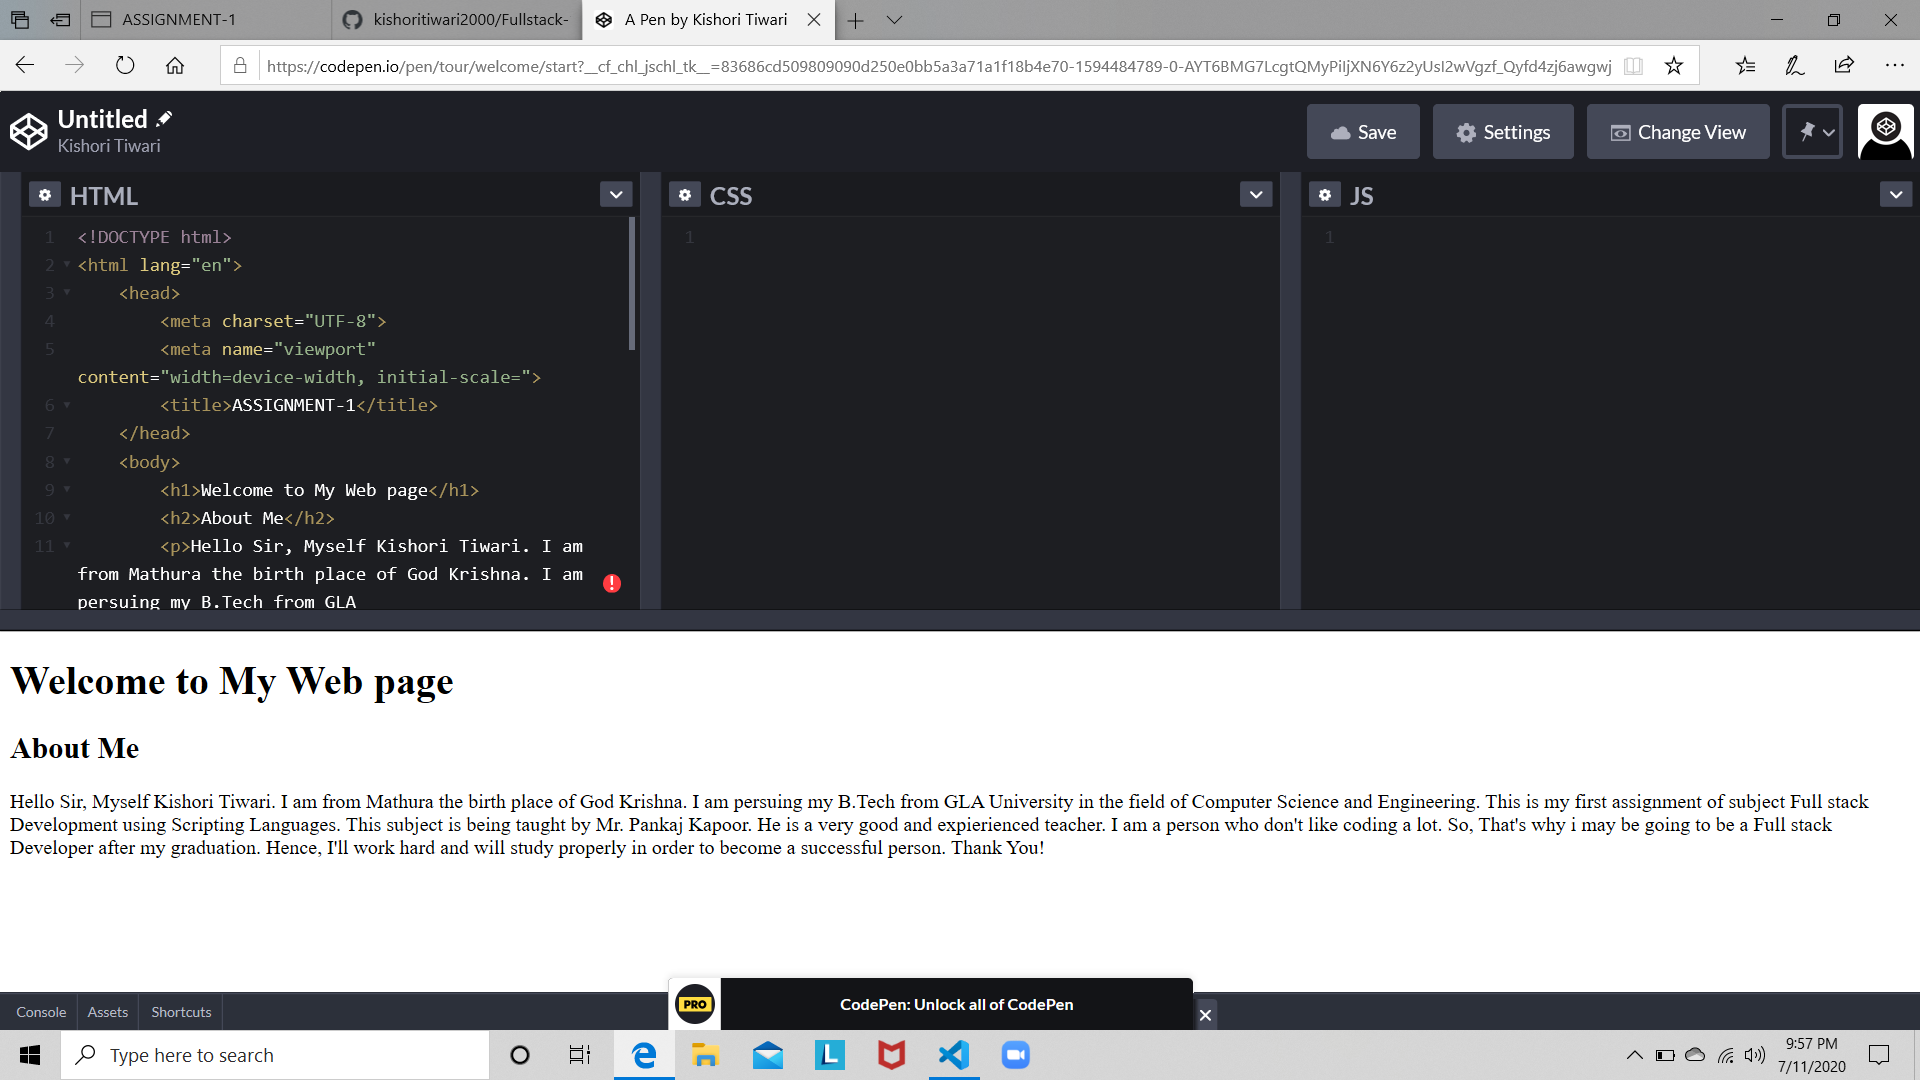 ASSIGNMENT-1
kishoritiwari2000/Fullstack-
A Pen by Kishori Tiwari
https://codepen.io/pen/tour/welcome/start?__cf_chl_jschl_tk__=83686cd509809090d250e0bb5a3a71a1f18b4e70-1594484789-0-AYT6BMG7LcgtQMyPiljXN6Y6z2yUsI2wVgzf_Qyfd4zj6awgwj
Untitled
Kishori Tiwari
Save
Settings
Change View
HTML
CSS
JS
1 <!DOCTYPE html>
2 <html lang="en">
3 <head>
4 <meta charset="UTF-8">
5 <meta name="viewport"
content="width=device-width, initial-scale=">
6 <title>ASSIGNMENT-1</title>
7 </head>
8 <body>
9 <h1>Welcome to My Web page</h1>
10 <h2>About Me</h2>
11 <p>Hello Sir, Myself Kishori Tiwari. I am
from Mathura the birth place of God Krishna. I am
persuing my B.Tech from GLA
1
1
Welcome to My Web page
About Me
Hello Sir, Myself Kishori Tiwari. I am from Mathura the birth place of God Krishna. I am persuing my B.Tech from GLA University in the field of Computer Science and Engineering. This is my first assignment of subject Full stack
Development using Scripting Languages. This subject is being taught by Mr. Pankaj Kapoor. He is a very good and expierienced teacher. I am a person who don't like coding a lot. So, That's why i may be going to be a Full stack
Developer after my graduation. Hence, I'll work hard and will study properly in order to become a successful person. Thank You!
Console
Assets
Shortcuts
PRO
CodePen: Unlock all of CodePen
Type here to search
L
9:57 PM
7/11/2020